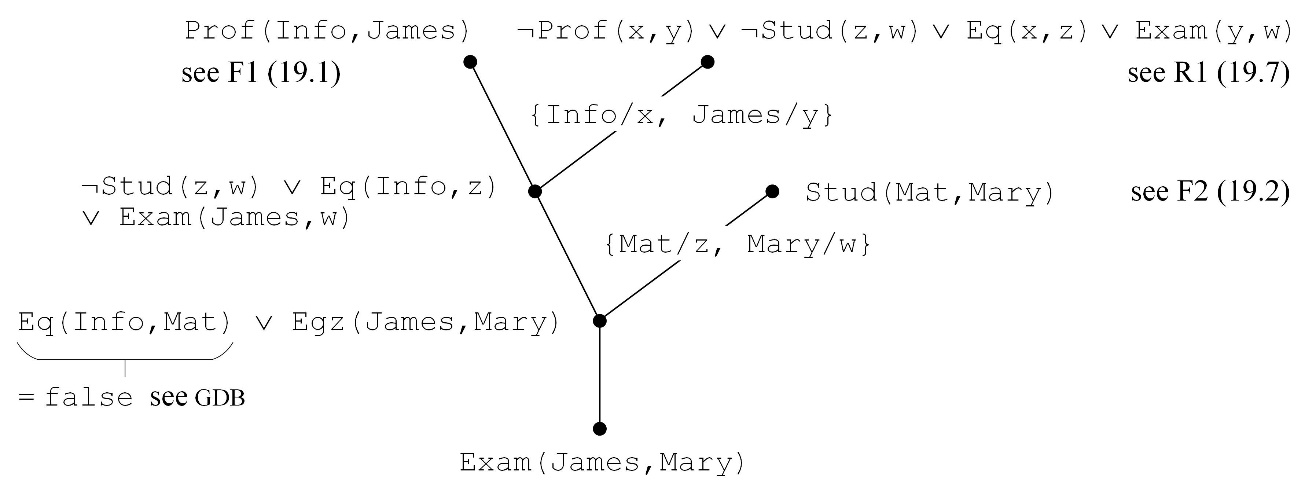 Prof(Info,James) ¬Prof(x,y) ∨ ¬Stud(z,w) ∨ Eq(x,z) ∨ Exam(y,w)
see F1 (19.1) see R1 (19.7)
{Info/x, James/y}
¬Stud(z,w) ∨ Eq(Info,z)
∨ Exam(James,w)
Stud(Mat,Mary) see F2 (19.2)
{Mat/z, Mary/w}
Eq(Info,Mat) ∨ Egz(James,Mary)
= false see GDB
Exam(James,Mary)